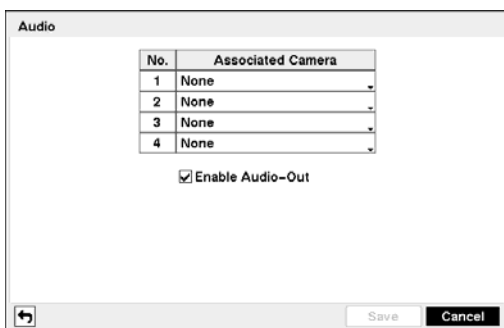 Audio
No. Associated Camera
1 None
2 None
3 None
4 None
Enable Audio-Out
Save Cancel